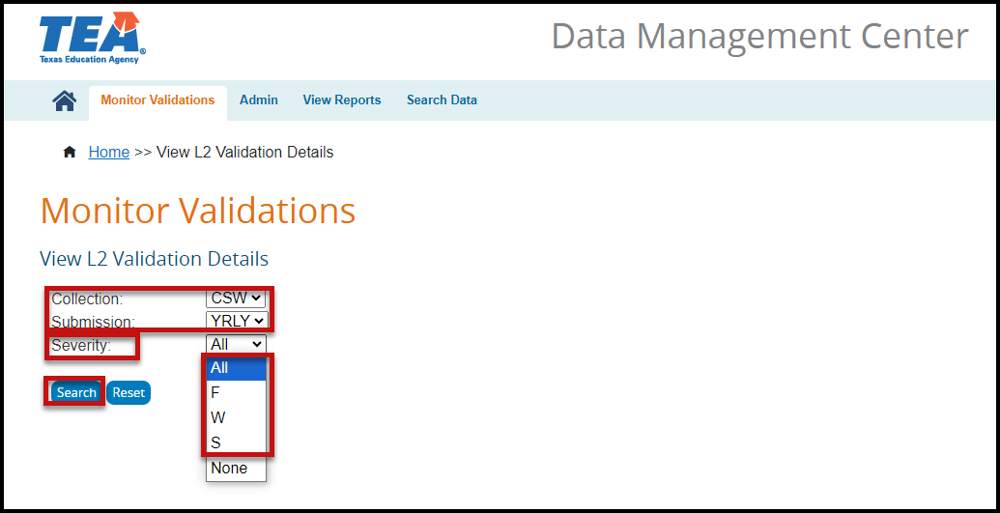 TEA®
Texas Education Agency
Data Management Center
Monitor Validations Admin View Reports Search Data
Home >> View L2 Validation Details
Monitor Validations
View L2 Validation Details
Collection: CSW
Submission: YRLY
Severity: All
All
F
W
S
None
Search Reset